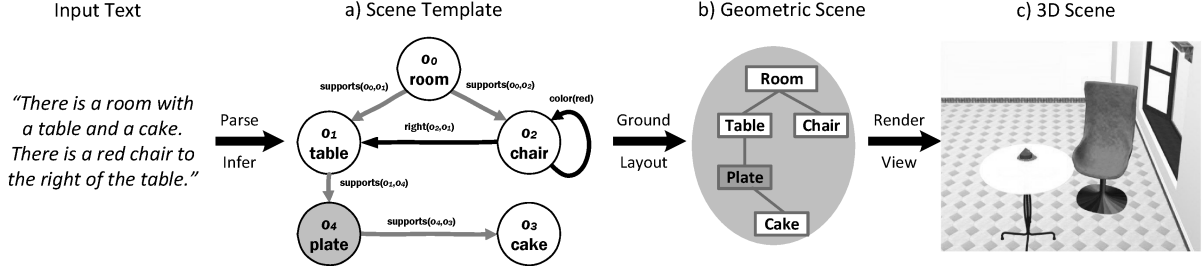 Input Text
a) Scene Template
b) Geometric Scene
c) 3D Scene
“There is a room with
a table and a cake.
There is a red chair to
the right of the table.”
Parse
Infer
o₀
room
supports(o₀,o₁)
supports(o₀,o₂)
color(red)
o₁
table
right(o₂,o₁)
o₂
chair
supports(o₁,o₄)
o₄
plate
supports(o₄,o₃)
o₃
cake
Ground
Layout
Room
Table
Chair
Plate
Cake
Render
View